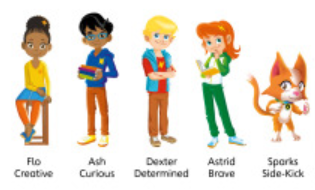 Flo Ash Dexter Astrid Sparks
Creative Curious Determined Brave Side-Kick